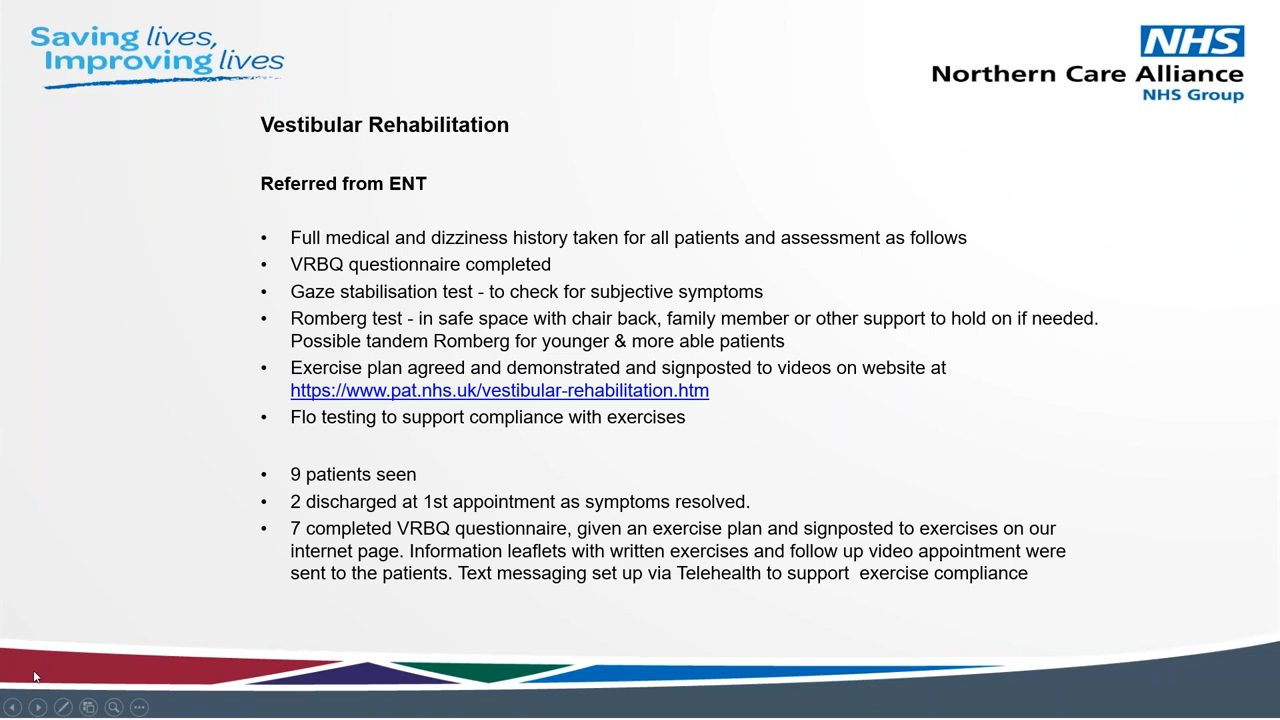 Saving lives,
Improving lives
NHS
Northern Care Alliance
NHS Group
Vestibular Rehabilitation
Referred from ENT
• Full medical and dizziness history taken for all patients and assessment as follows
• VRBQ questionnaire completed
• Gaze stabilisation test - to check for subjective symptoms
• Romberg test - in safe space with chair back, family member or other support to hold on if needed.
Possible tandem Romberg for younger & more able patients
• Exercise plan agreed and demonstrated and signposted to videos on website at
https://www.pat.nhs.uk/vestibular-rehabilitation.htm
• Flo testing to support compliance with exercises
• 9 patients seen
• 2 discharged at 1st appointment as symptoms resolved.
• 7 completed VRBQ questionnaire, given an exercise plan and signposted to exercises on our
internet page. Information leaflets with written exercises and follow up video appointment were
sent to the patients. Text messaging set up via Telehealth to support  exercise compliance